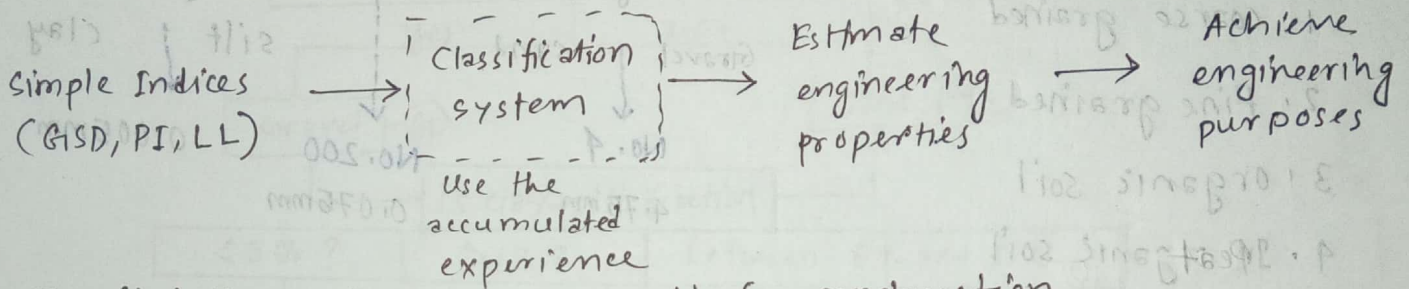 Simple Indices
(GSD, PI, LL)
Classification
system
use the
accumulated
experience
Estimate
engineering
properties
Achieve
engineering
purposes